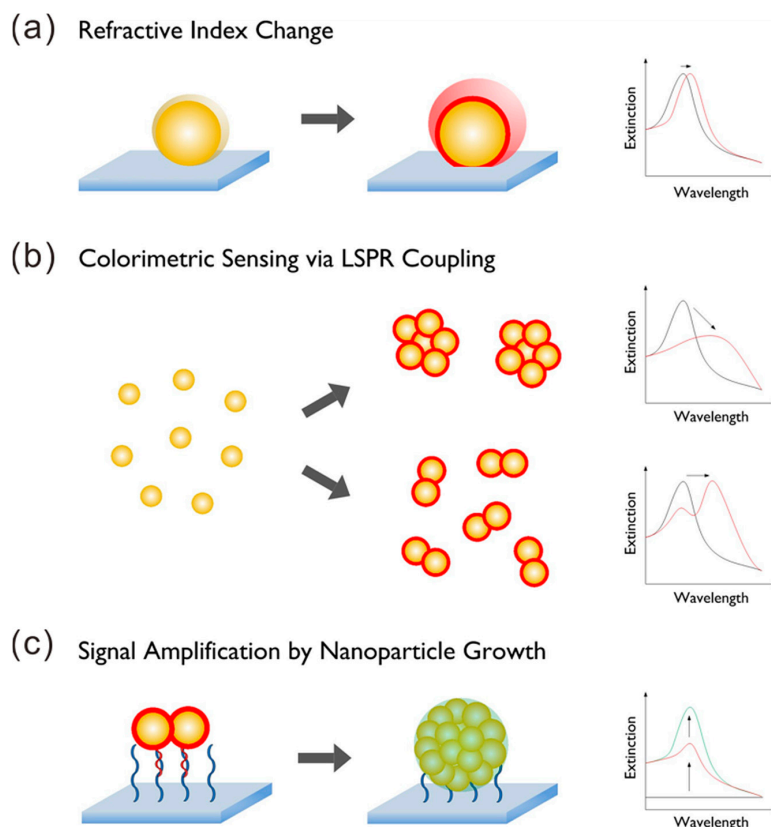 (a) Refractive Index Change
Extinction
Wavelength
(b) Colorimetric Sensing via LSPR Coupling
Extinction
Wavelength
Extinction
Wavelength
(c) Signal Amplification by Nanoparticle Growth
Extinction
Wavelength